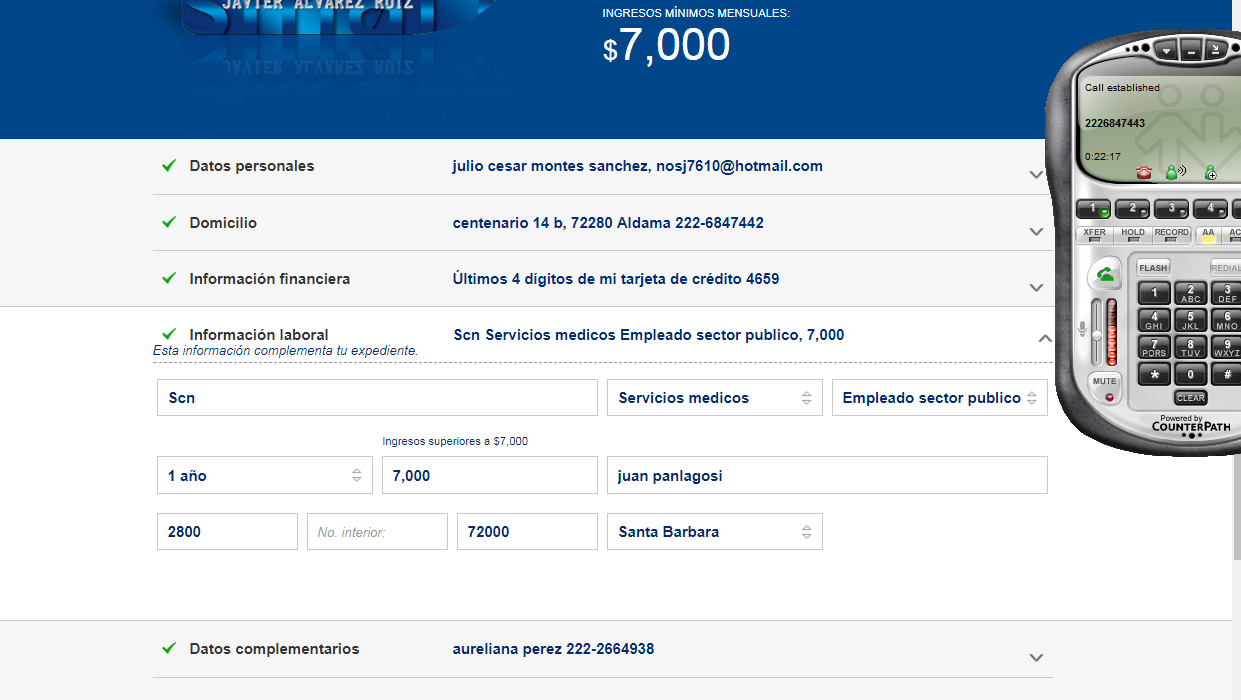 JAVIER ALVAREZ RUIZ
INGRESOS MÍNIMOS MENSUALES:
$7,000
Datos personales julio cesar montes sanchez, nosj7610@hotmail.com
Domicilio centenario 14 b, 72280 Aldama 222-6847442
Información financiera Últimos 4 dígitos de mi tarjeta de crédito 4659
Información laboral Scn Servicios medicos Empleado sector publico, 7,000
Esta información complementa tu expediente.
Scn Servicios medicos Empleado sector publico
Ingresos superiores a $7,000
1 año 7,000 juan panlagosi
2800 No. interior: 72000 Santa Barbara
Datos complementarios aureliana perez 222-2664938
Call established
2226847443
0:22:17
1 2 3 4
XFER HOLD RECORD AA AC
FLASH REDIAL
1 2 ABC 3 DEF
4 GHI 5 JKL 6 MNO
7 PQRS 8 TUV 9 WXYZ
* 0 #
MUTE
CLEAR
Powered by
COUNTERPATH